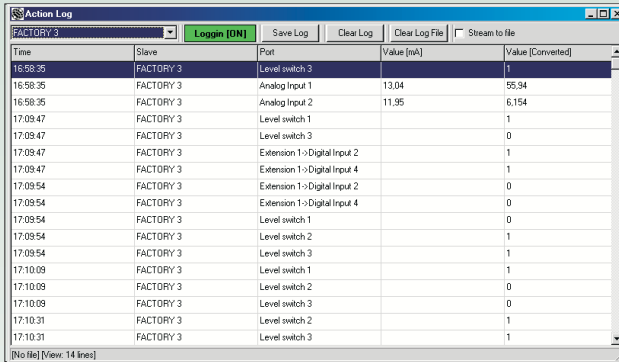 Action Log
FACTORY 3 Loggin [ON] Save Log Clear Log Clear Log File Stream to file
Time Slave Port Value [mA] Value [Converted]
16:58:35 FACTORY 3 Level switch 3 1
16:58:35 FACTORY 3 Analog Input 1 13,04 55,94
16:58:35 FACTORY 3 Analog Input 2 11,95 6,154
17:09:47 FACTORY 3 Level switch 1 1
17:09:47 FACTORY 3 Level switch 3 0
17:09:47 FACTORY 3 Extension 1->Digital Input 2 1
17:09:47 FACTORY 3 Extension 1->Digital Input 4 1
17:09:54 FACTORY 3 Extension 1->Digital Input 2 0
17:09:54 FACTORY 3 Extension 1->Digital Input 4 0
17:09:54 FACTORY 3 Level switch 1 0
17:09:54 FACTORY 3 Level switch 2 1
17:09:54 FACTORY 3 Level switch 3 1
17:10:09 FACTORY 3 Level switch 1 1
17:10:09 FACTORY 3 Level switch 2 0
17:10:09 FACTORY 3 Level switch 3 0
17:10:31 FACTORY 3 Level switch 2 1
17:10:31 FACTORY 3 Level switch 3 1
[No file] [View: 14 lines]